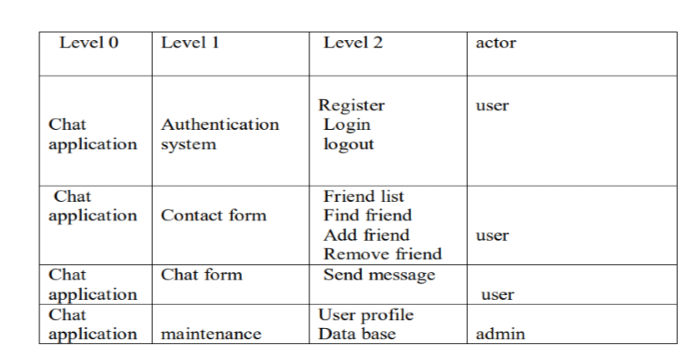 Level 0 Level 1 Level 2 actor
Register user
Chat Authentication Login
application system logout
Chat Friend list
application Contact form Find friend
Add friend user
Remove friend
Chat Chat form Send message
application user
Chat User profile
application maintenance Data base admin